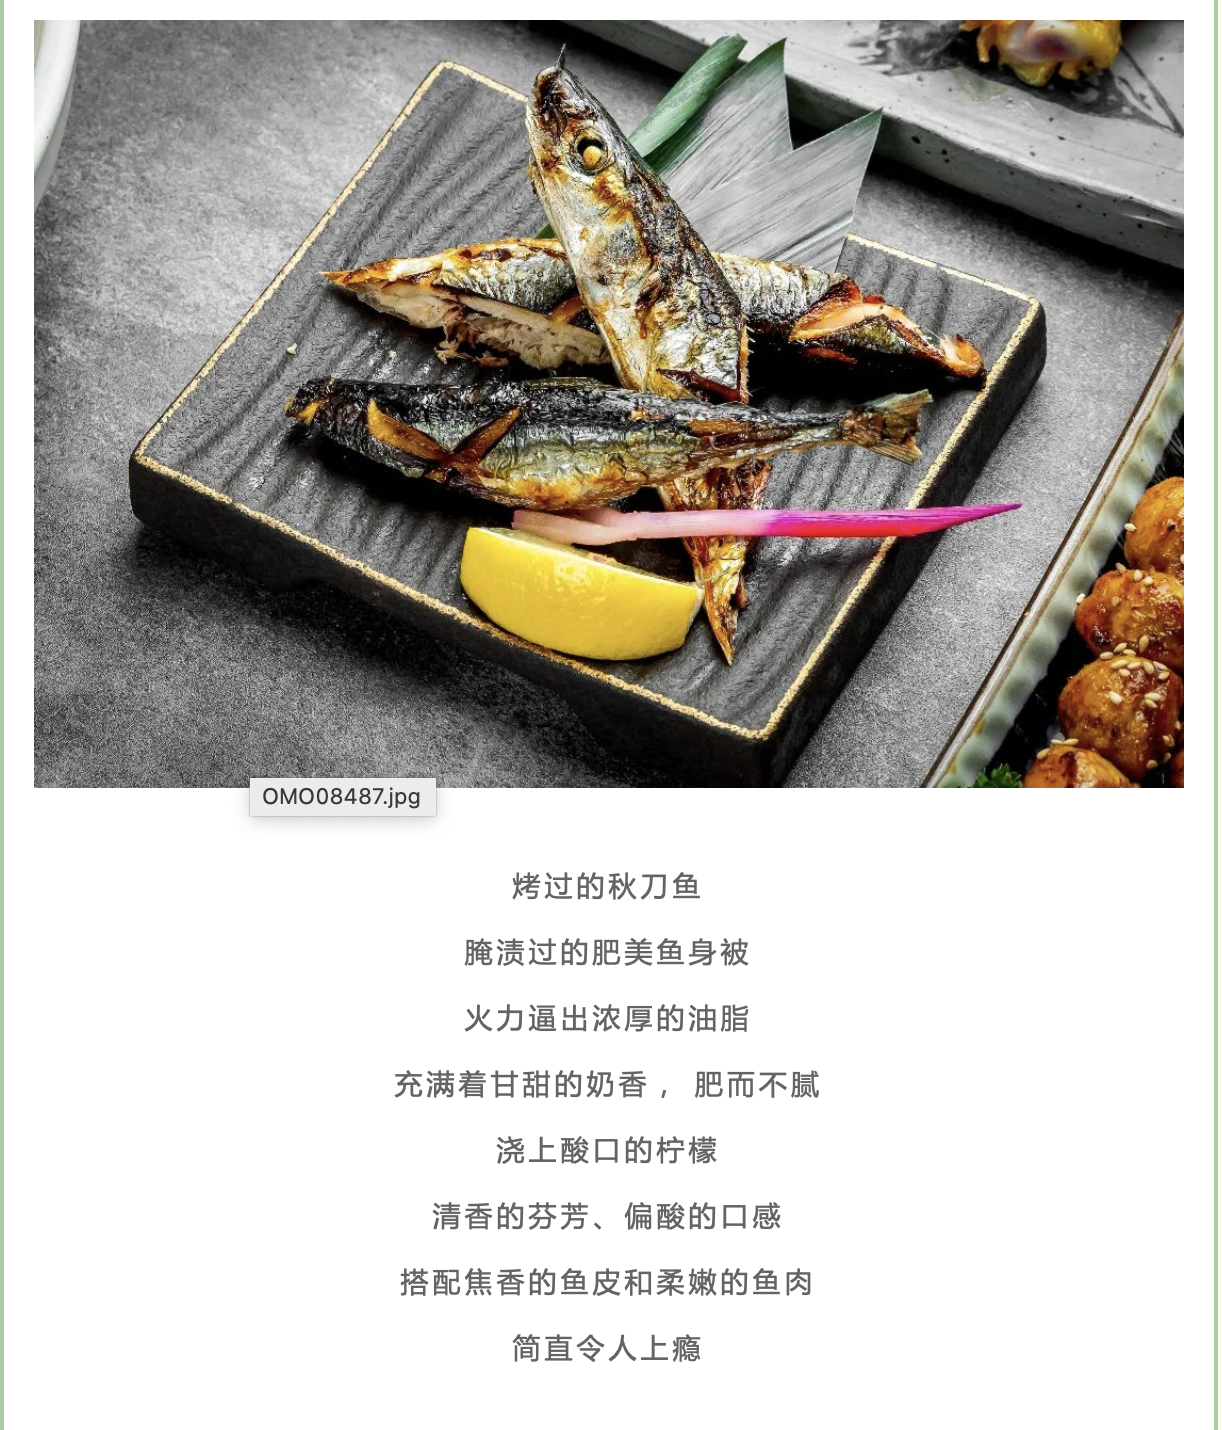 OMO08487.jpg
烤过的秋刀鱼
腌渍过的肥美鱼身被
火力逼出浓厚的油脂
充满着甘甜的奶香， 肥而不腻
浇上酸口的柠檬
清香的芬芳、偏酸的口感
搭配焦香的鱼皮和柔嫩的鱼肉
简直令人上瘾